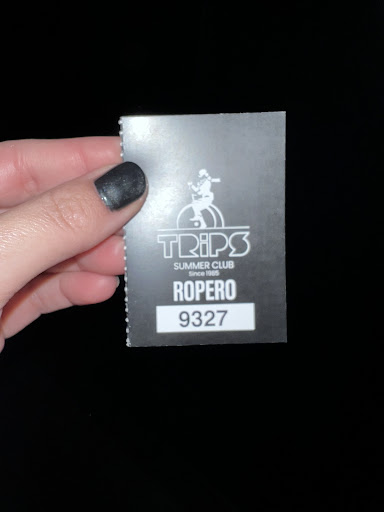 TRiPS
SUMMER CLUB
Since 1985
ROPERO
9327